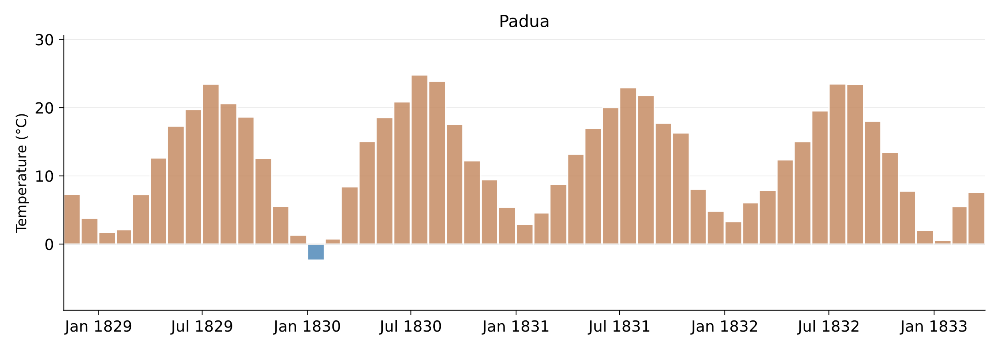 Padua
Temperature (°C)
30
20
10
0
Jan 1829
Jul 1829
Jan 1830
Jul 1830
Jan 1831
Jul 1831
Jan 1832
Jul 1832
Jan 1833